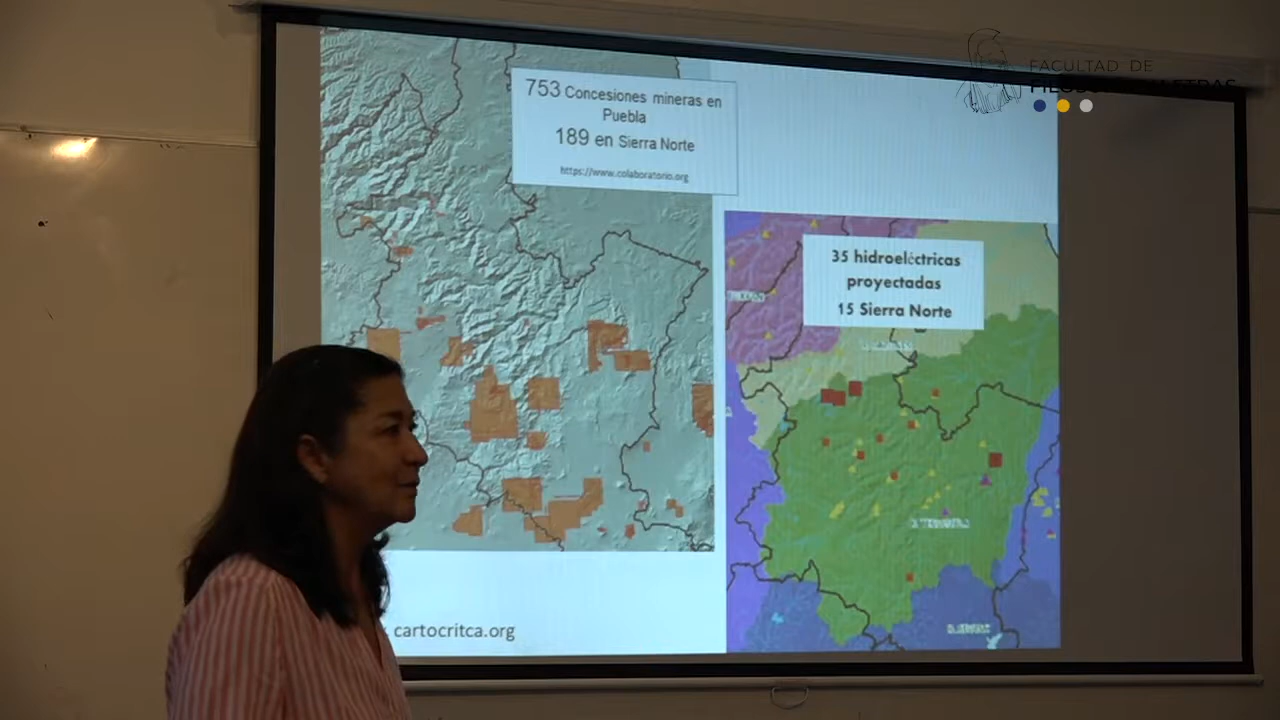 FACULTAD DE
753 Concesiones mineras en
Puebla
189 en Sierra Norte
https://www.colaboratorio.org
35 hidroeléctricas
proyectadas
15 Sierra Norte
cartocritca.org